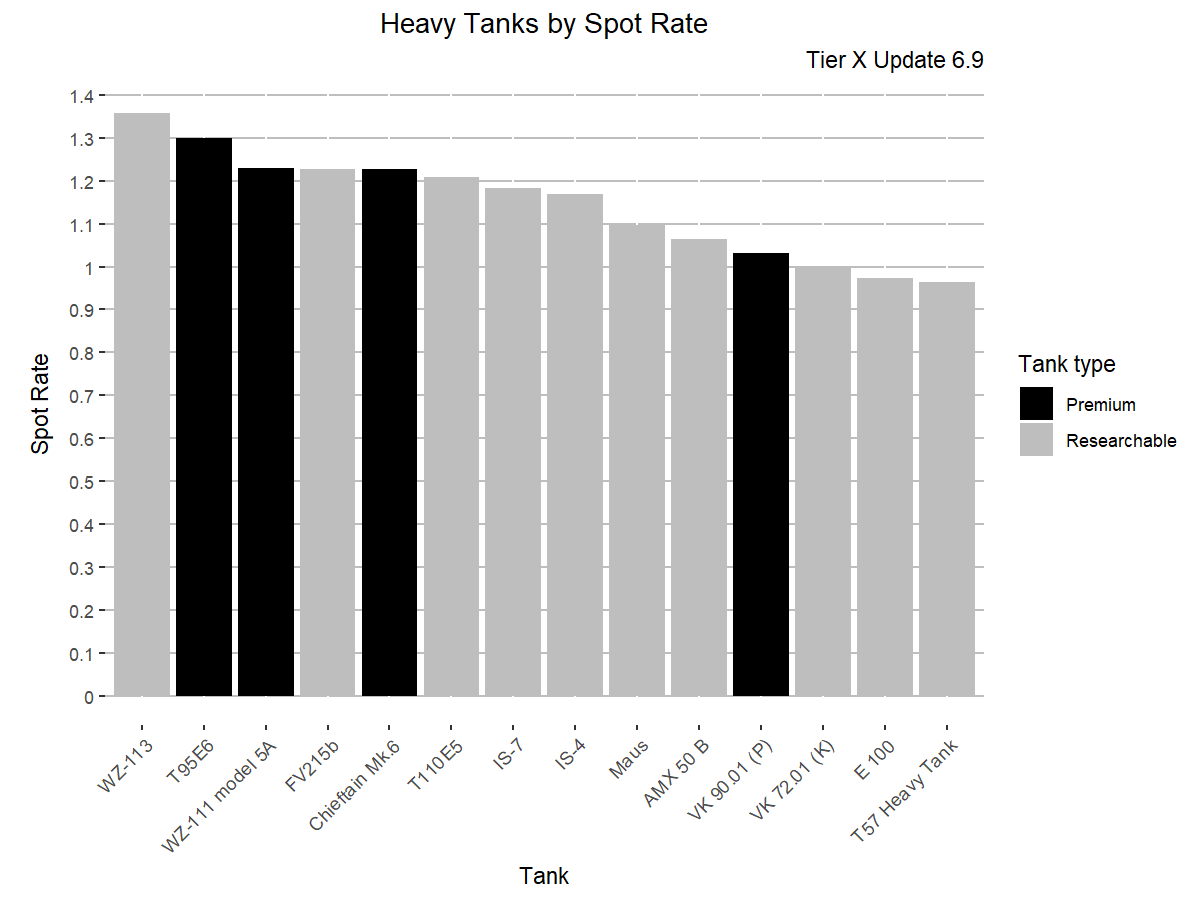 Heavy Tanks by Spot Rate
Tier X Update 6.9
1.4
1.3
1.2
1.1
1
0.9
0.8
0.7
0.6
0.5
0.4
0.3
0.2
0.1
0
Spot Rate
WZ-113
T95E6
WZ-111 model 5A
FV215b
Chieftain Mk.6
T110E5
IS-7
IS-4
Maus
AMX 50 B
VK 90.01 (P)
VK 72.01 (K)
E 100
T57 Heavy Tank
Tank
Tank type
Premium
Researchable